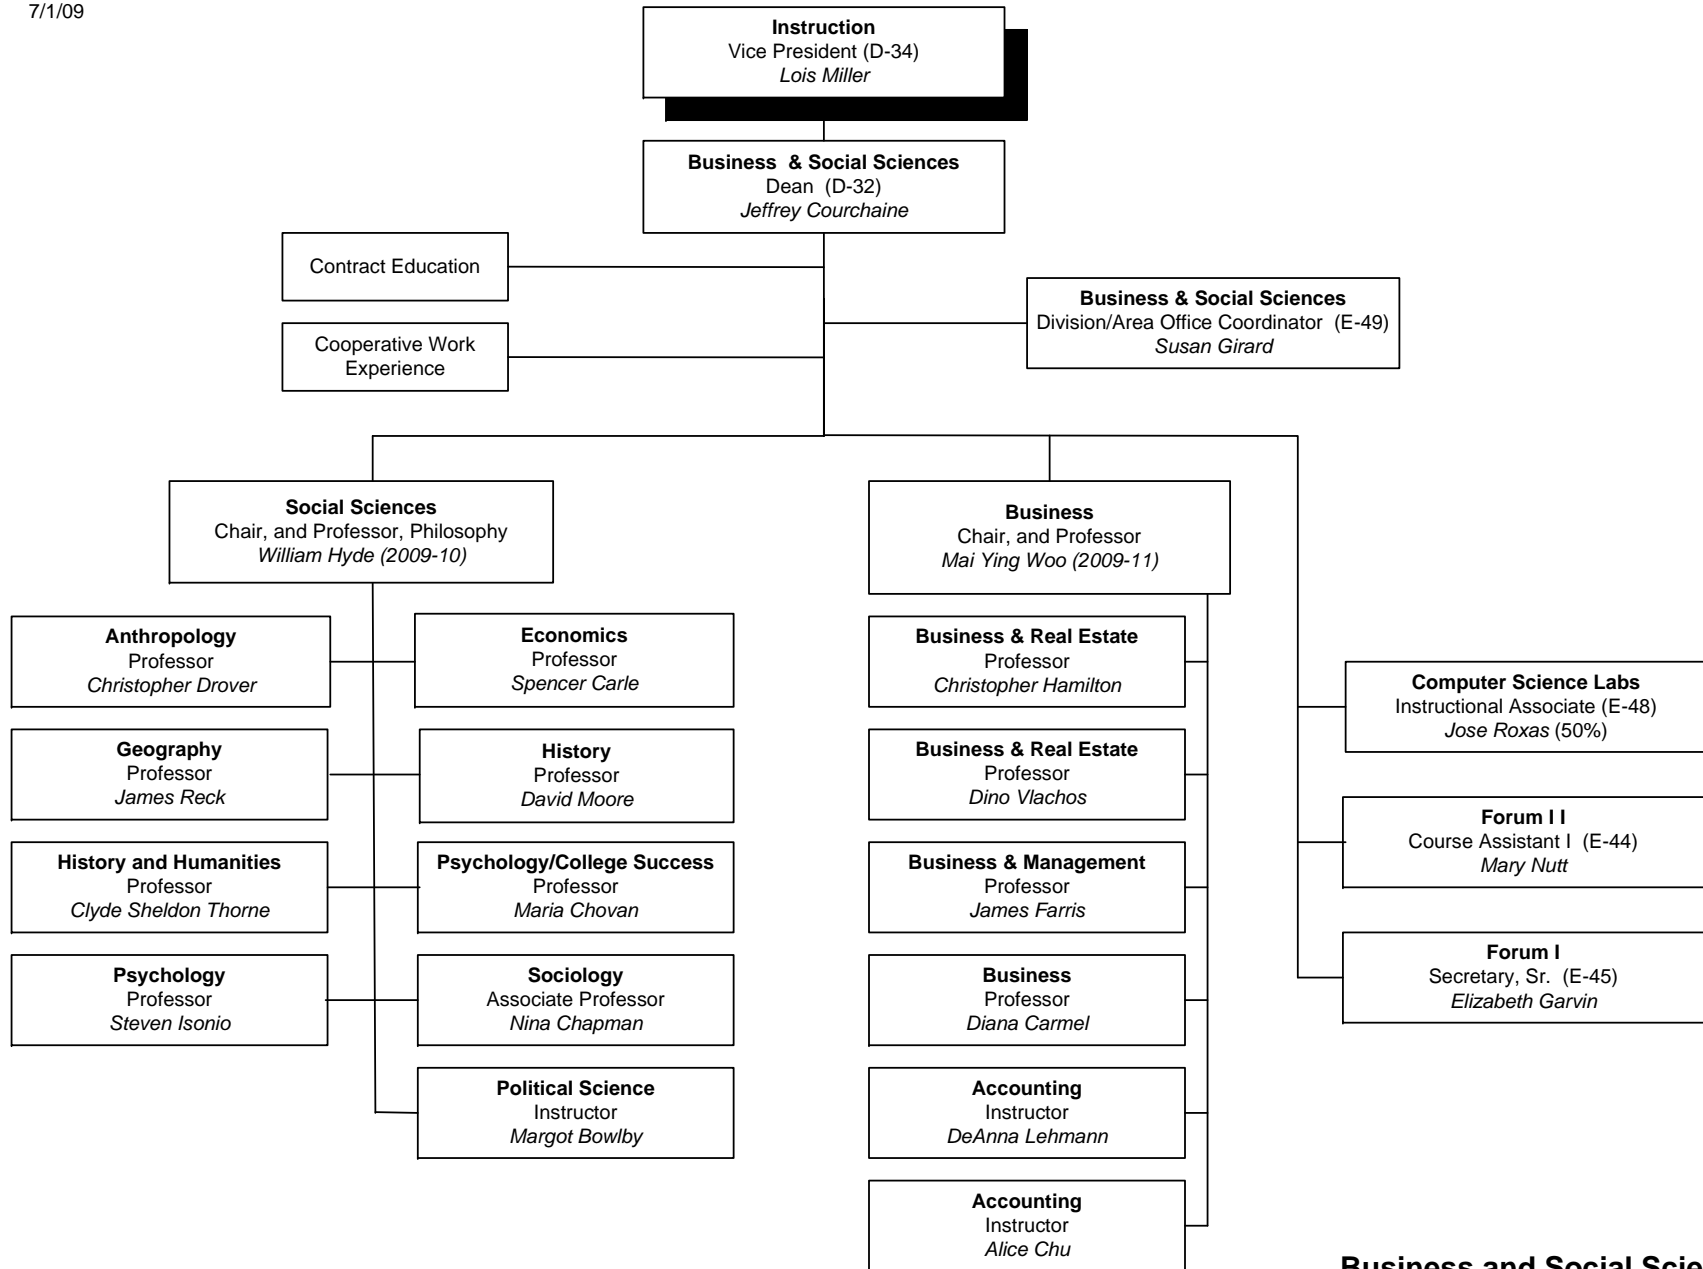 7/1/09
Instruction
Vice President (D-34)
Lois Miller
Business & Social Sciences
Dean (D-32)
Jeffrey Courchaine
Contract Education
Cooperative Work
Experience
Business & Social Sciences
Division/Area Office Coordinator (E-49)
Susan Girard
Social Sciences
Chair, and Professor, Philosophy
William Hyde (2009-10)
Business
Chair, and Professor
Mai Ying Woo (2009-11)
Anthropology
Professor
Christopher Drover
Economics
Professor
Spencer Carle
Geography
Professor
James Reck
History
Professor
David Moore
History and Humanities
Professor
Clyde Sheldon Thorne
Psychology/College Success
Professor
Maria Chovan
Psychology
Professor
Steven Isonio
Sociology
Associate Professor
Nina Chapman
Political Science
Instructor
Margot Bowlby
Business & Real Estate
Professor
Christopher Hamilton
Business & Real Estate
Professor
Dino Vlachos
Business & Management
Professor
James Farris
Business
Professor
Diana Carmel
Accounting
Instructor
DeAnna Lehmann
Accounting
Instructor
Alice Chu
Computer Science Labs
Instructional Associate (E-48)
Jose Roxas (50%)
Forum I I
Course Assistant I (E-44)
Mary Nutt
Forum I
Secretary, Sr. (E-45)
Elizabeth Garvin
Business and Social